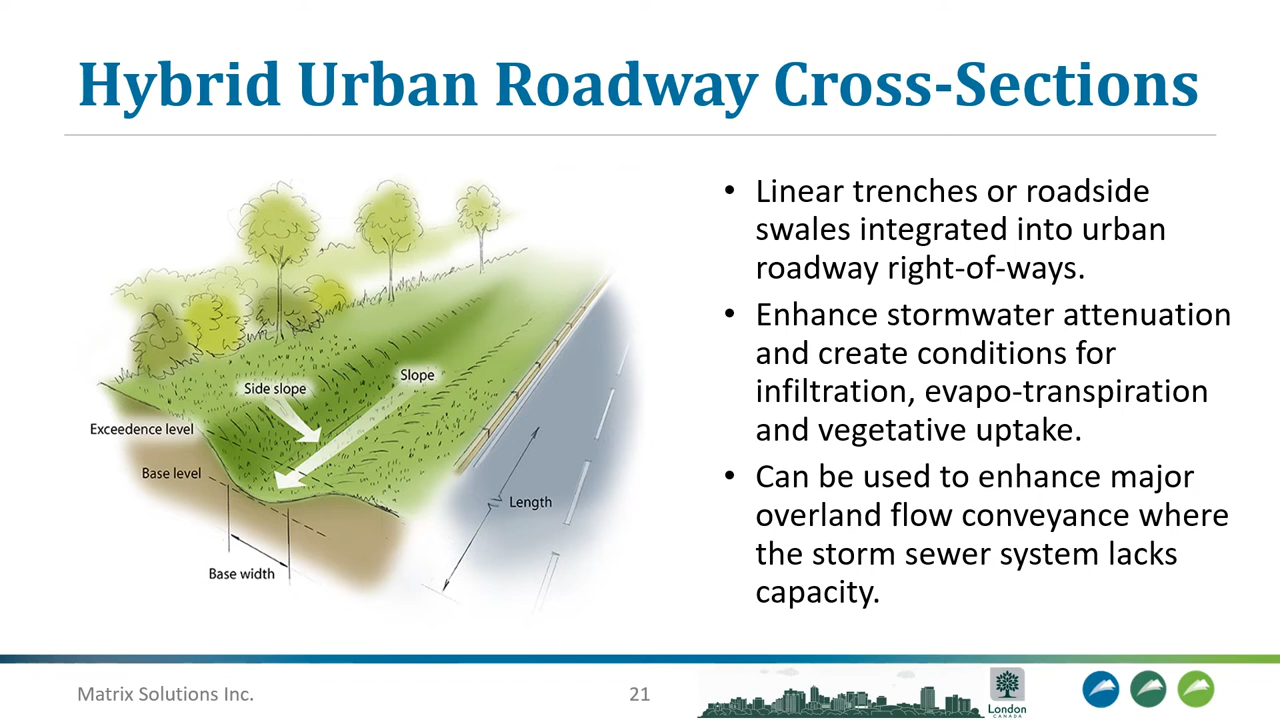 Hybrid Urban Roadway Cross-Sections
Side slope
Slope
Exceedence level
Base level
Length
Base width
• Linear trenches or roadside
swales integrated into urban
roadway right-of-ways.
• Enhance stormwater attenuation
and create conditions for
infiltration, evapo-transpiration
and vegetative uptake.
• Can be used to enhance major
overland flow conveyance where
the storm sewer system lacks
capacity.
Matrix Solutions Inc.
21
London
CANADA